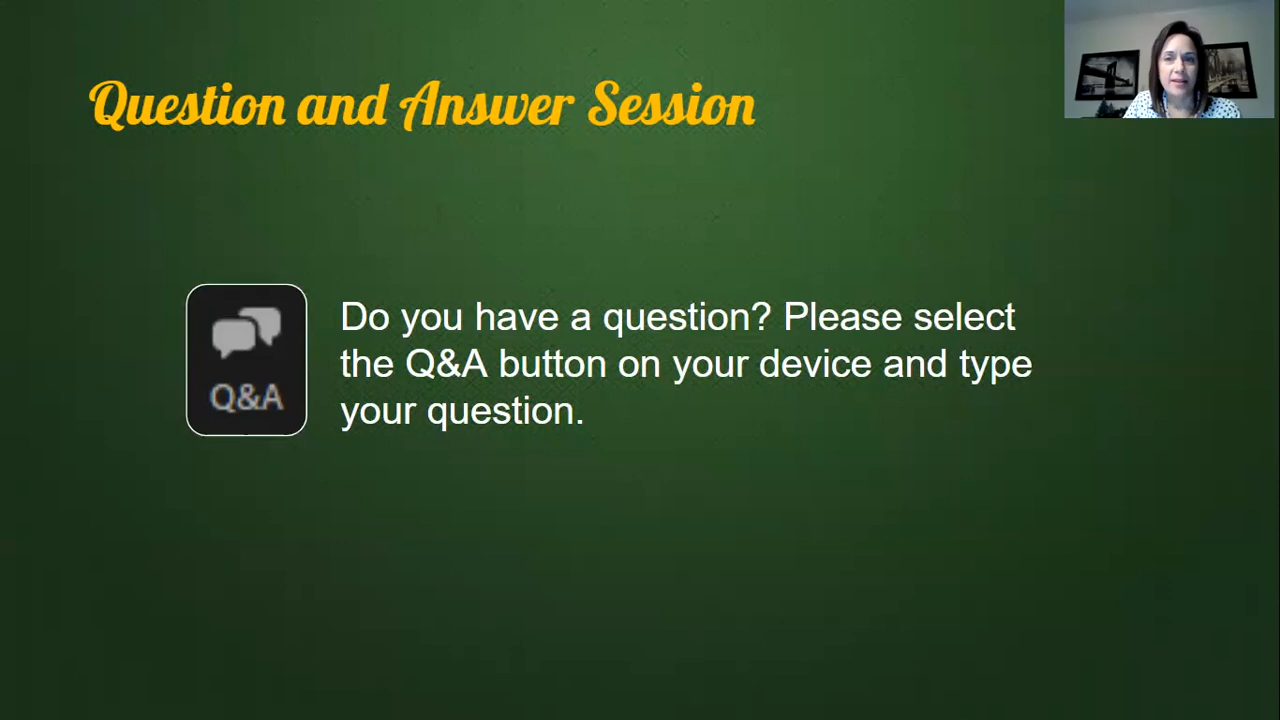 Question and Answer Session
Q&A
Do you have a question? Please select
the Q&A button on your device and type
your question.